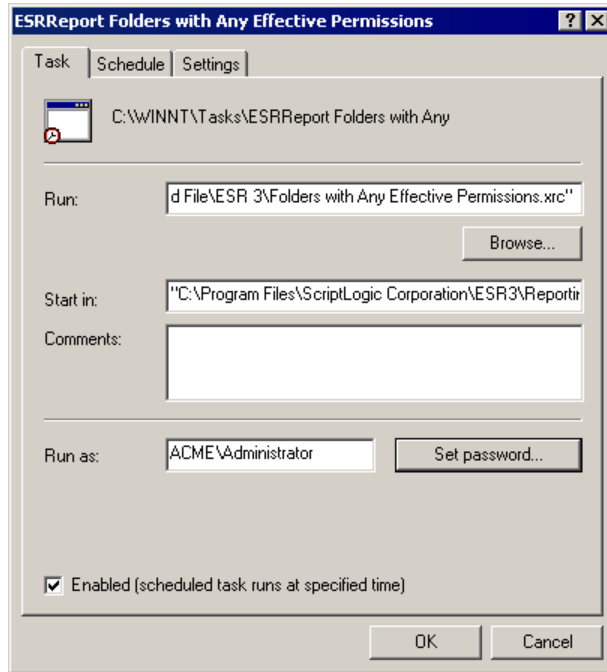 ESRReport Folders with Any Effective Permissions
Task Schedule Settings
C:\WINNT\Tasks\ESRReport Folders with Any
Run: d File\ESR 3\Folders with Any Effective Permissions.xrc"
Browse...
Start in: "C:\Program Files\ScriptLogic Corporation\ESR3\Reportin
Comments:
Run as: ACME\Administrator Set password...
Enabled (scheduled task runs at specified time)
OK Cancel